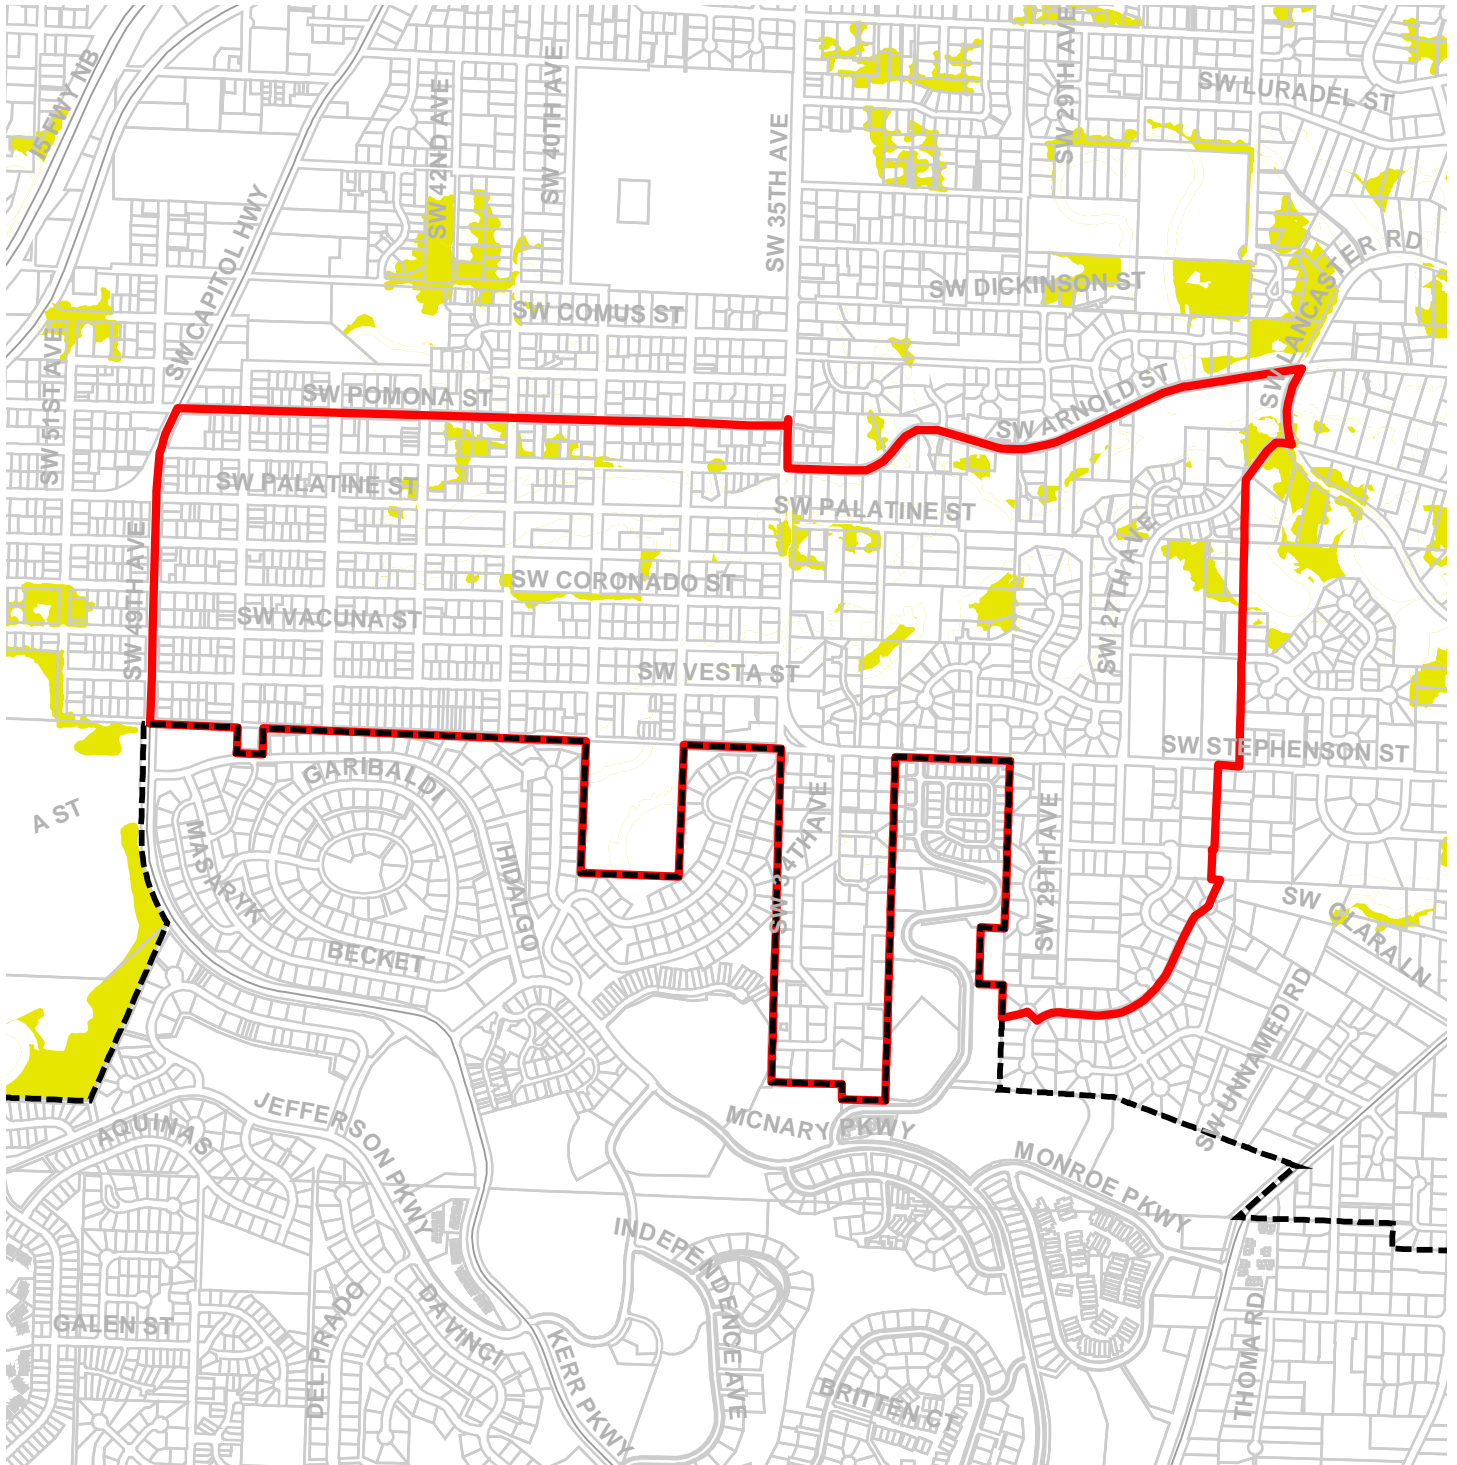 I5 FWY NB
SW 42ND AVE
SW 40TH AVE
SW 29TH AVE
SW LURADEL ST
SW 35TH AVE
SW CAPITOL HWY
SW LANCASTER RD
SW DICKINSON ST
SW COMUS ST
SW 51ST AVE
SW POMONA ST
SW ARNOLD ST
SW PALATINE ST
SW PALATINE ST
SW 49TH AVE
SW CORONADO ST
SW 27TH AVE
SW VACUNA ST
SW VESTA ST
SW STEPHENSON ST
GARIBALDI
A ST
MASARYK
HIDALGO
SW 34TH AVE
SW 29TH AVE
SW CLARA LN
BECKET
SW UNNAMED RD
JEFFERSON PKWY
AQUINAS
MCNARY PKWY
MONROE PKWY
INDEPENDENCE AVE
GALEN ST
DEL PRADO
DAVINCI
KERR PKWY
THOMA RD
BRITTEN CT